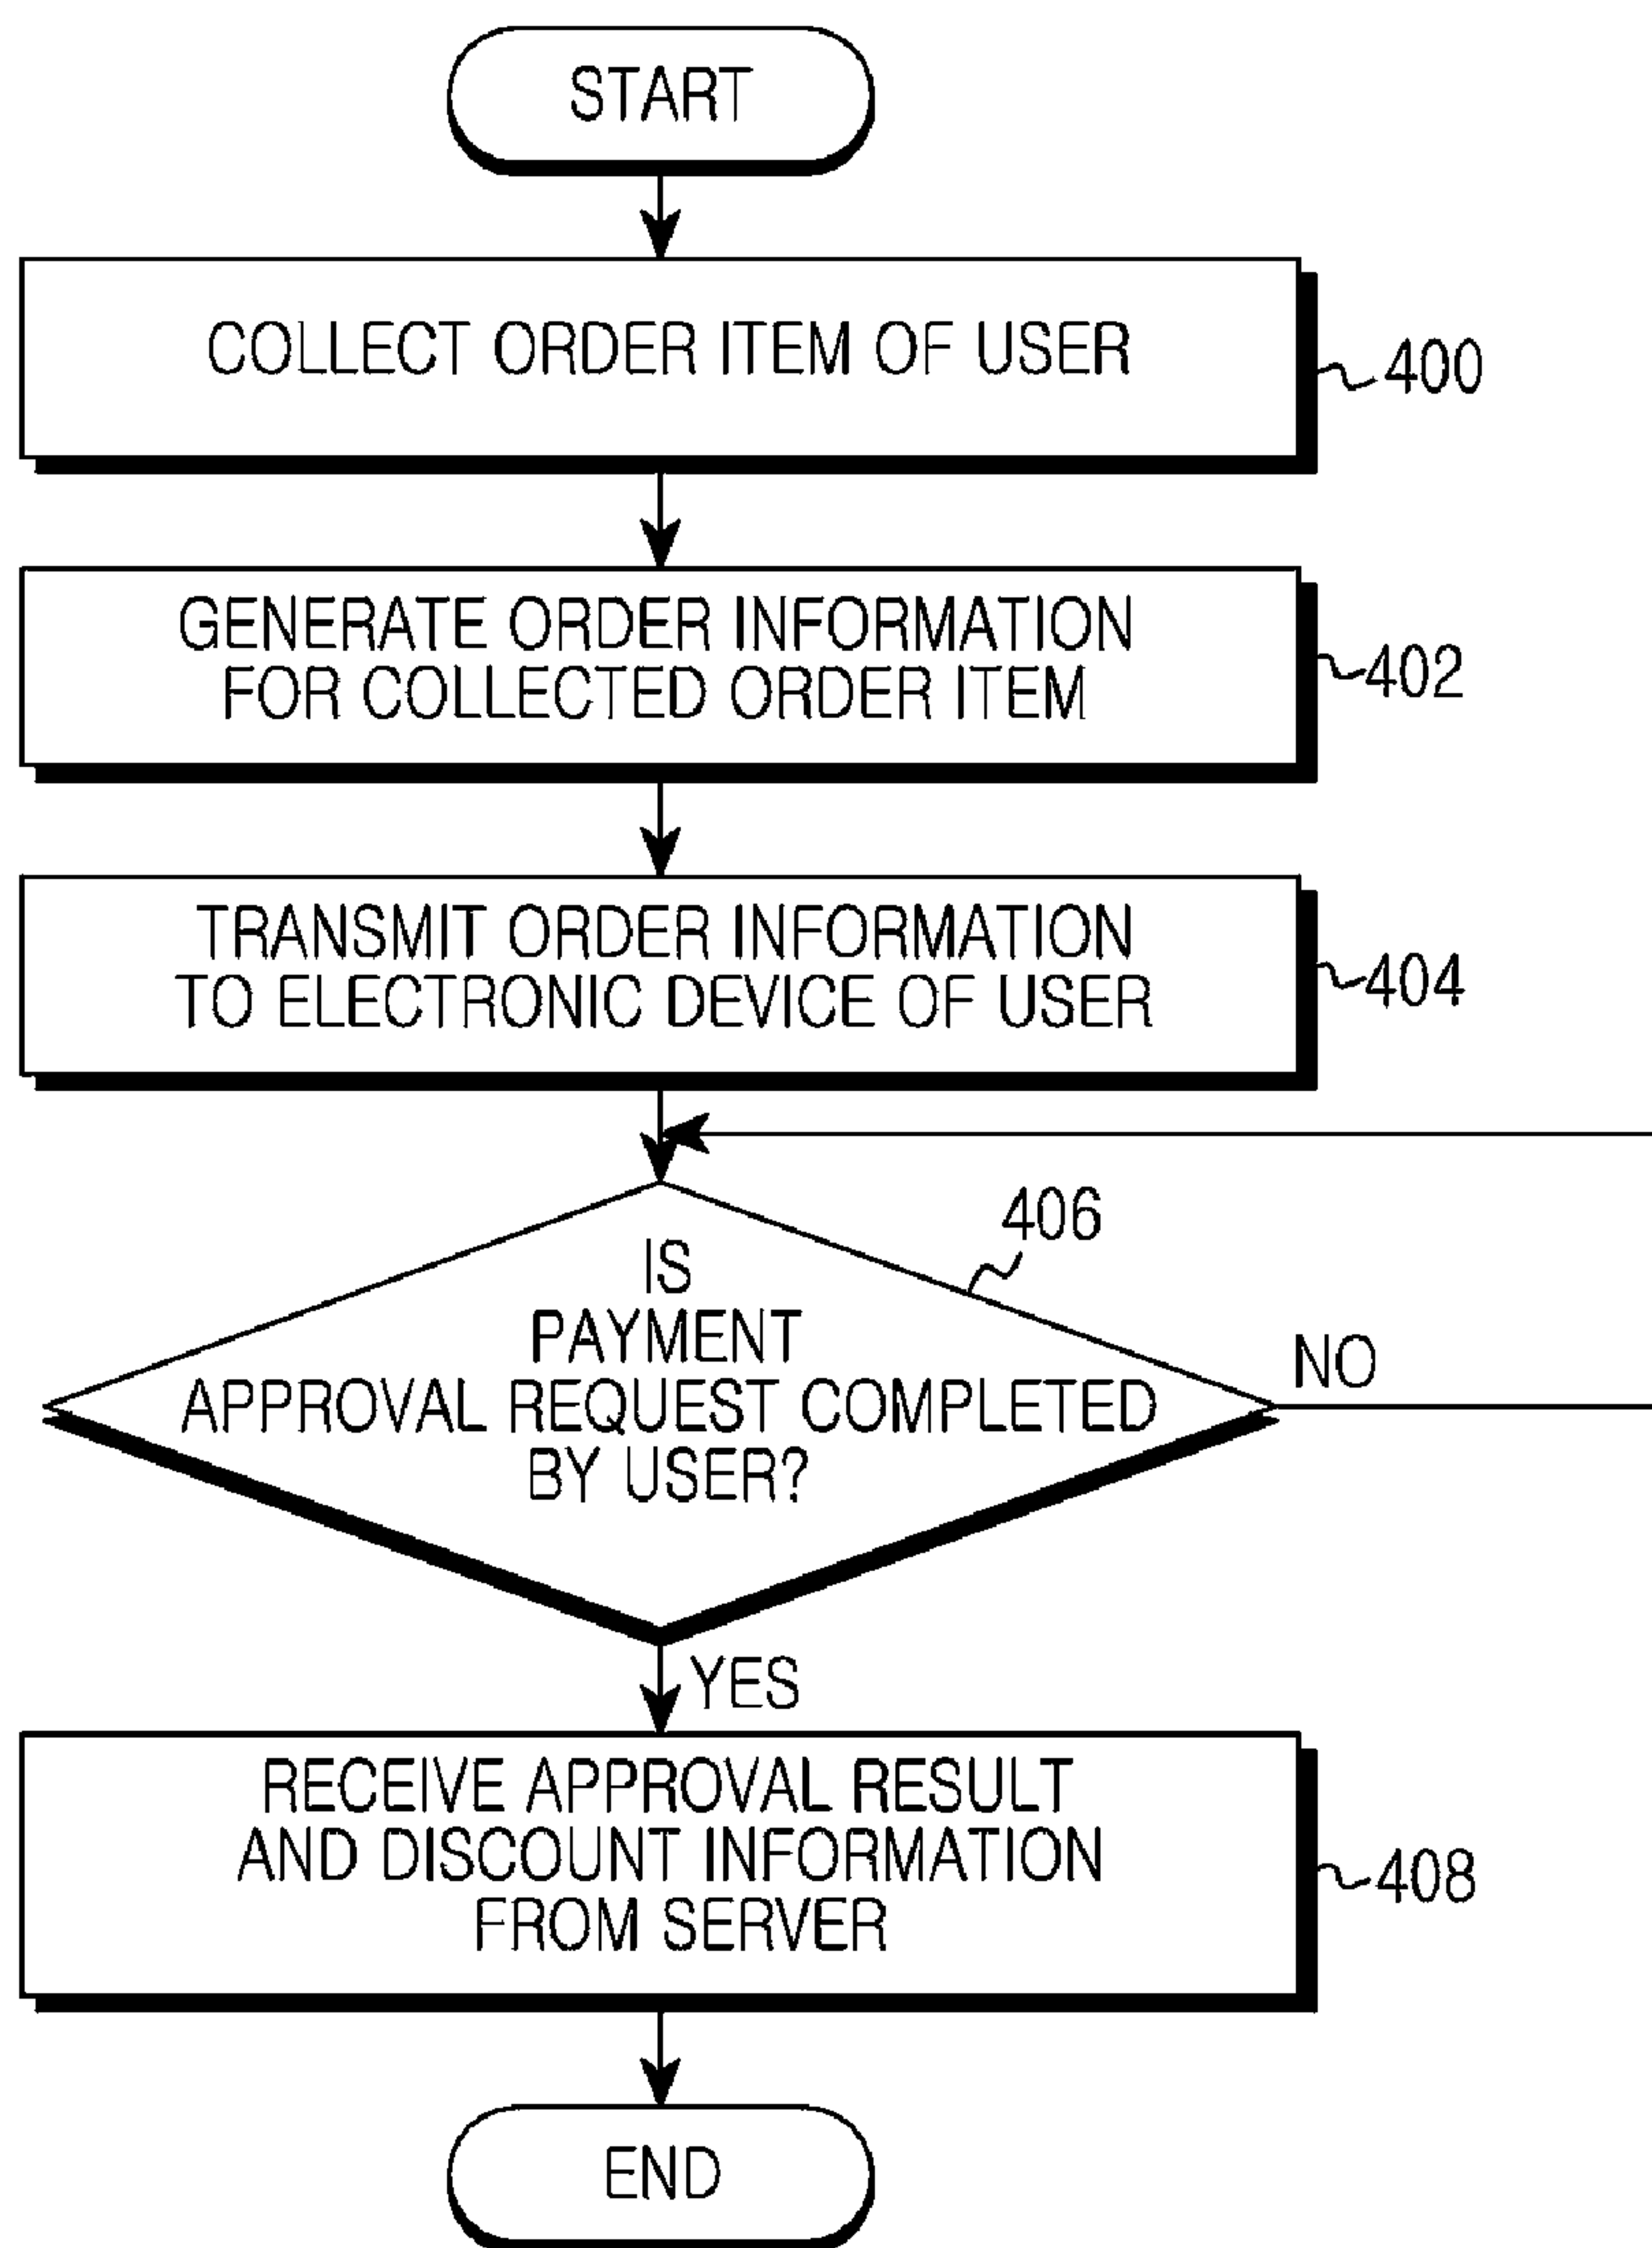 START
COLLECT ORDER ITEM OF USER
400
GENERATE ORDER INFORMATION
FOR COLLECTED ORDER ITEM
402
TRANSMIT ORDER INFORMATION
TO ELECTRONIC DEVICE OF USER
404
406
IS
PAYMENT
APPROVAL REQUEST COMPLETED
BY USER?
NO
YES
RECEIVE APPROVAL RESULT
AND DISCOUNT INFORMATION
FROM SERVER
408
END